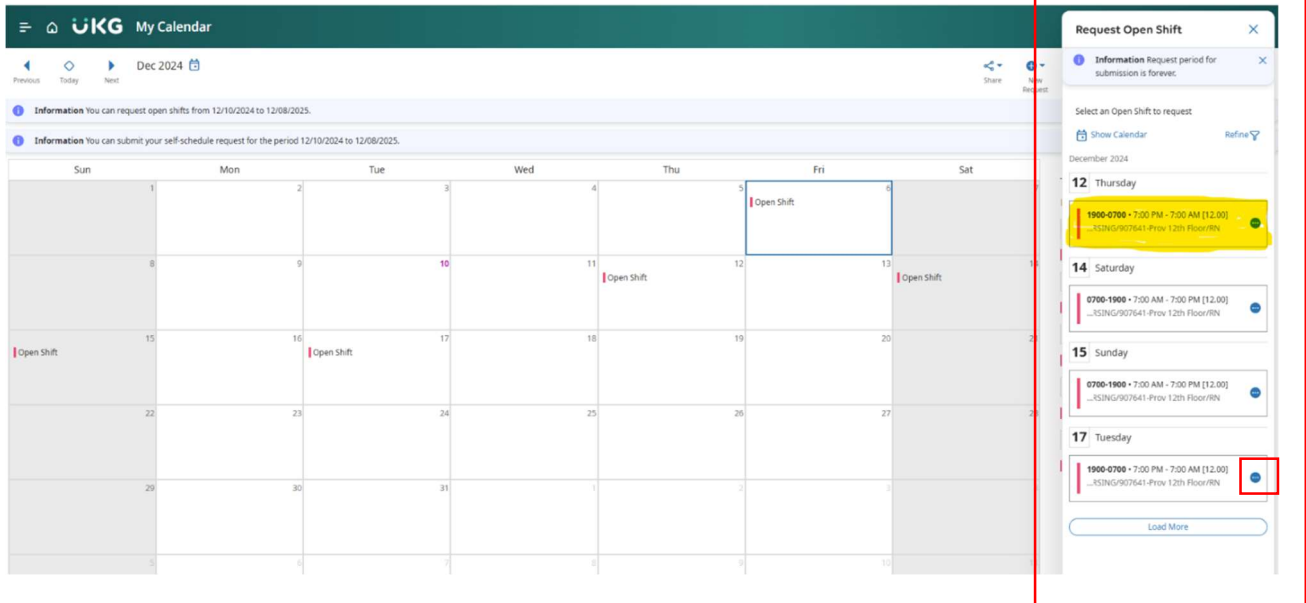 UKG My Calendar
Previous Today Next Dec 2024
Share New Request
Information You can request open shifts from 12/10/2024 to 12/08/2025.
Information You can submit your self-schedule request for the period 12/10/2024 to 12/08/2025.
Sun Mon Tue Wed Thu Fri Sat
1 2 3 4 5 6 7
Open Shift
8 9 10 11 12 13 14
Open Shift Open Shift
15 16 17 18 19 20 21
Open Shift Open Shift
22 23 24 25 26 27 28
29 30 31 1 2 3
5 6 7 8 9 10
Request Open Shift
Information Request period for
submission is forever.
Select an Open Shift to request
Show Calendar Refine
December 2024
12 Thursday
1900-0700 • 7:00 PM - 7:00 AM [12.00]
...RSING/907641-Prov 12th Floor/RN
14 Saturday
0700-1900 • 7:00 AM - 7:00 PM [12.00]
...RSING/907641-Prov 12th Floor/RN
15 Sunday
0700-1900 • 7:00 AM - 7:00 PM [12.00]
...RSING/907641-Prov 12th Floor/RN
17 Tuesday
1900-0700 • 7:00 PM - 7:00 AM [12.00]
...RSING/907641-Prov 12th Floor/RN
Load More